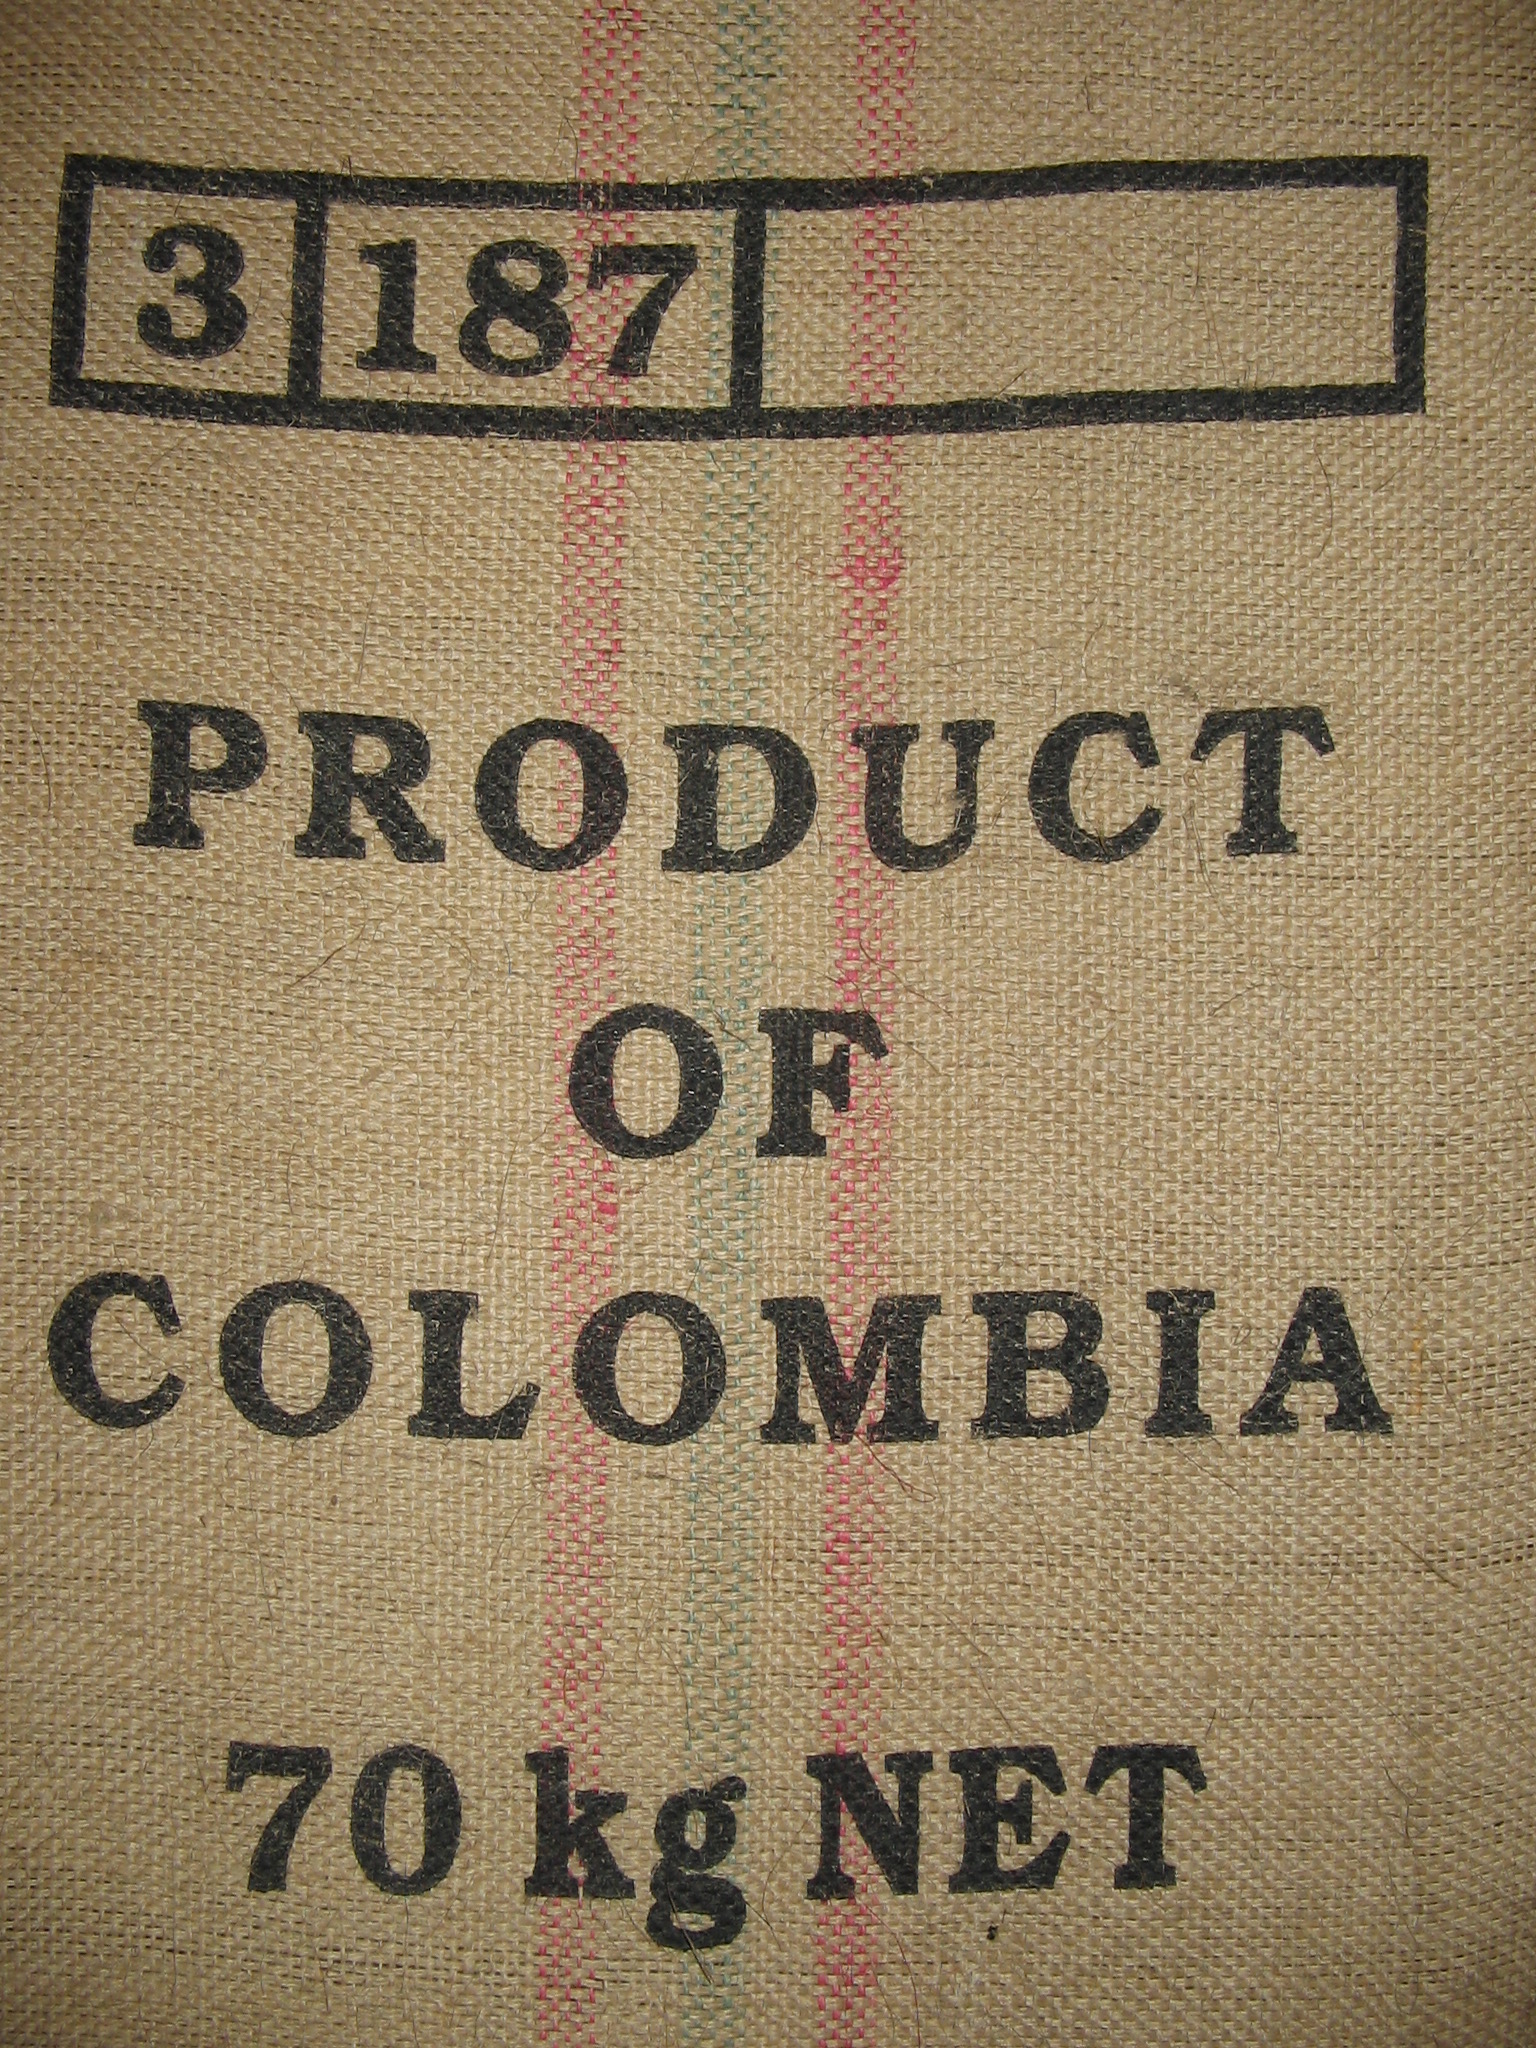 3 187
PRODUCT
OF
COLOMBIA
70 kg NET